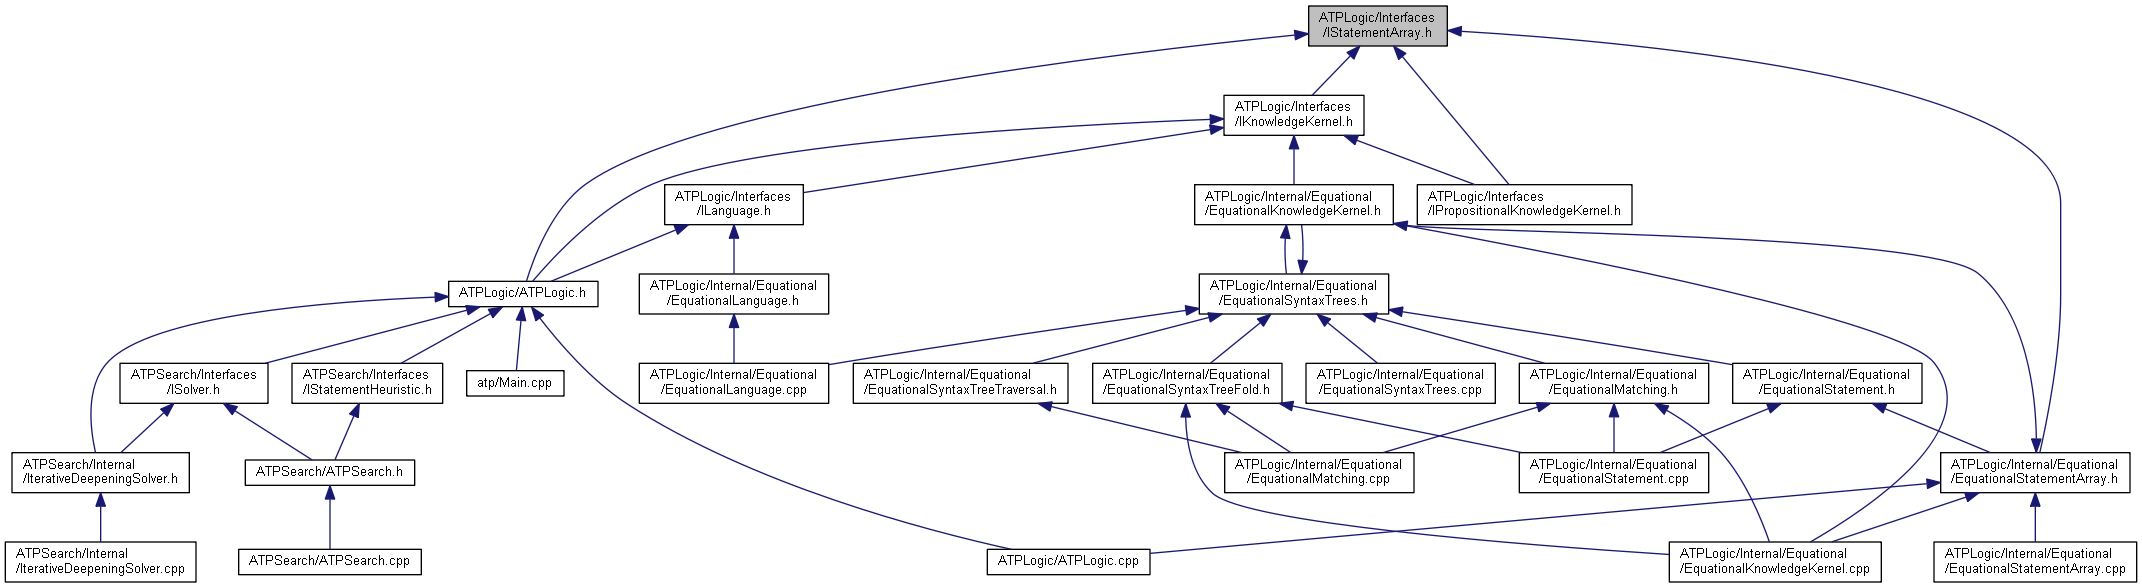 ATPLogic/Interfaces
/IStatementArray.h
ATPLogic/Interfaces
/IKnowledgeKernel.h
ATPLogic/Interfaces
/ILanguage.h
ATPLogic/Internal/Equational
/EquationalKnowledgeKernel.h
ATPLogic/Interfaces
/IPropositionalKnowledgeKernel.h
ATPLogic/ATPLogic.h
ATPLogic/Internal/Equational
/EquationalLanguage.h
ATPLogic/Internal/Equational
/EquationalSyntaxTrees.h
ATPSearch/Interfaces
/ISolver.h
ATPSearch/Interfaces
/IStatementHeuristic.h
atp/Main.cpp
ATPLogic/Internal/Equational
/EquationalLanguage.cpp
ATPLogic/Internal/Equational
/EquationalSyntaxTreeTraversal.h
ATPLogic/Internal/Equational
/EquationalSyntaxTreeFold.h
ATPLogic/Internal/Equational
/EquationalSyntaxTrees.cpp
ATPLogic/Internal/Equational
/EquationalMatching.h
ATPLogic/Internal/Equational
/EquationalStatement.h
ATPSearch/Internal
/IterativeDeepeningSolver.h
ATPSearch/ATPSearch.h
ATPLogic/Internal/Equational
/EquationalMatching.cpp
ATPLogic/Internal/Equational
/EquationalStatement.cpp
ATPLogic/Internal/Equational
/EquationalStatementArray.h
ATPSearch/Internal
/IterativeDeepeningSolver.cpp
ATPSearch/ATPSearch.cpp
ATPLogic/ATPLogic.cpp
ATPLogic/Internal/Equational
/EquationalKnowledgeKernel.cpp
ATPLogic/Internal/Equational
/EquationalStatementArray.cpp